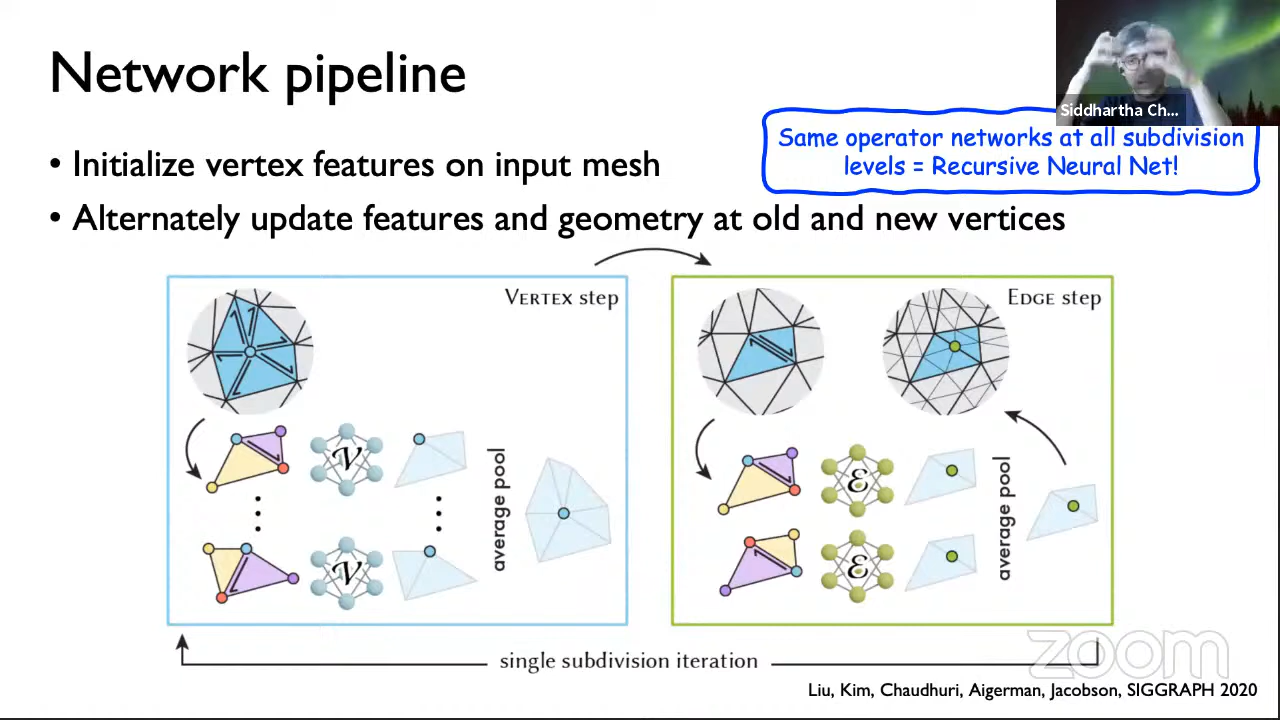 Network pipeline
Siddhartha Ch...
Same operator networks at all subdivision
levels = Recursive Neural Net!
• Initialize vertex features on input mesh
• Alternately update features and geometry at old and new vertices
VERTEX step
EDGE step
V
average pool
V
E
average pool
E
single subdivision iteration
zoom
Liu, Kim, Chaudhuri, Aigerman, Jacobson, SIGGRAPH 2020